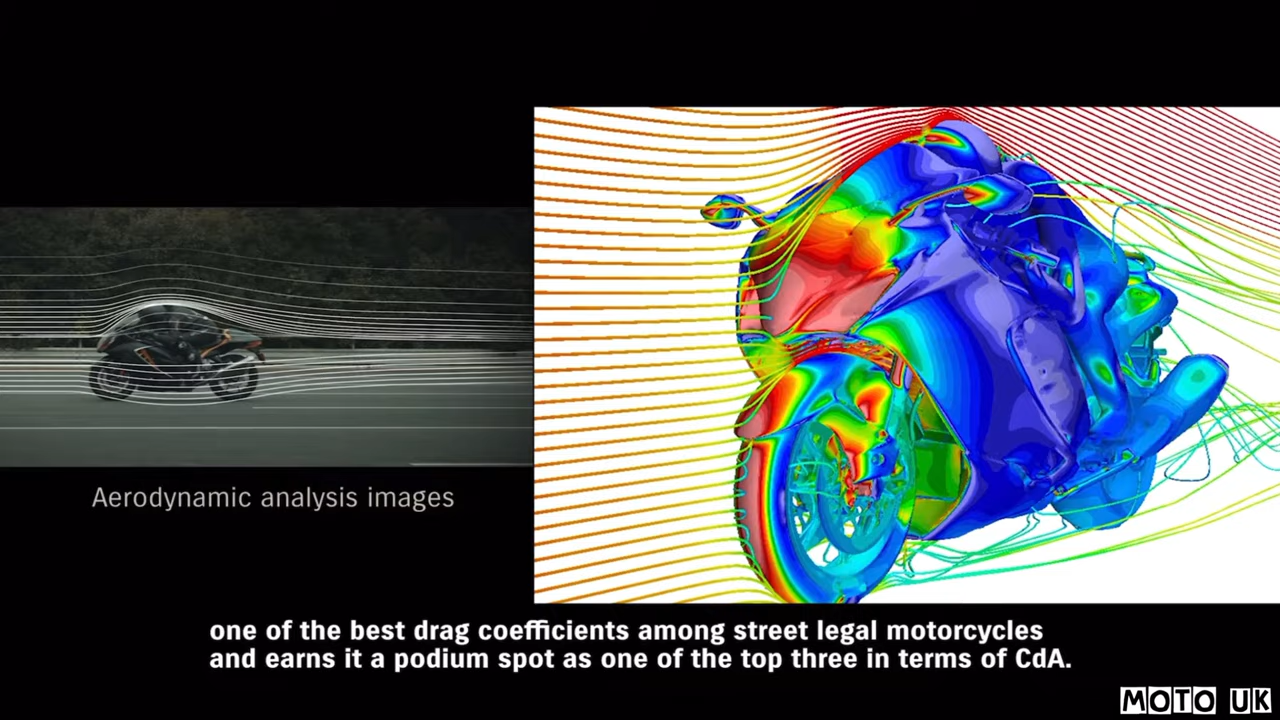 Aerodynamic analysis images
one of the best drag coefficients among street legal motorcycles
and earns it a podium spot as one of the top three in terms of CdA.
MOTO UK